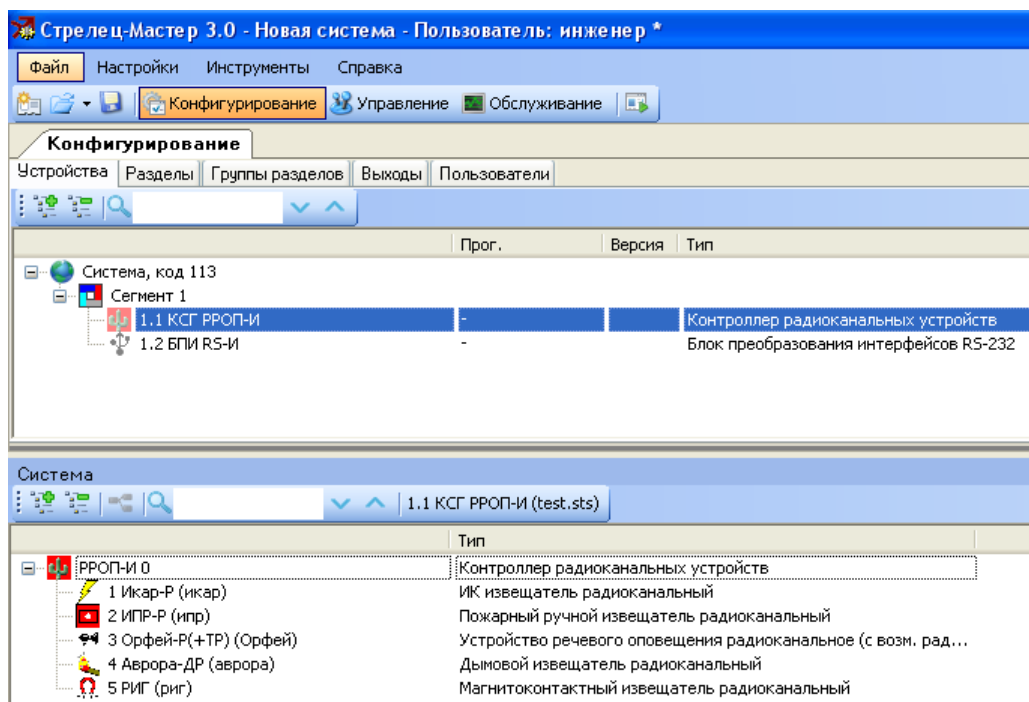 Стрелец-Мастер 3.0 - Новая система - Пользователь: инженер *
Файл Настройки Инструменты Справка
Конфигурирование Управление Обслуживание
Конфигурирование
Устройства Разделы Группы разделов Выходы Пользователи
Прог. Версия Тип
Система, код 113
Сегмент 1
1.1 КСГ РРОП-И - Контроллер радиоканальных устройств
1.2 БПИ RS-И - Блок преобразования интерфейсов RS-232
Система
1.1 КСГ РРОП-И (test.sts)
Тип
РРОП-И 0 Контроллер радиоканальных устройств
1 Икар-Р (икар) ИК извещатель радиоканальный
2 ИПР-Р (ипр) Пожарный ручной извещатель радиоканальный
3 Орфей-Р(+ТР) (Орфей) Устройство речевого оповещения радиоканальное (с возм. рад...
4 Аврора-ДР (аврора) Дымовой извещатель радиоканальный
5 РИГ (риг) Магнитоконтактный извещатель радиоканальный